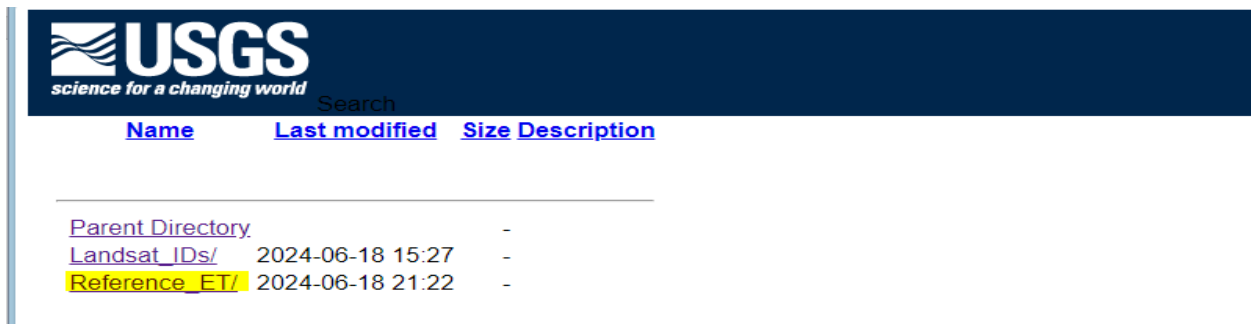 USGS
science for a changing world
Search
Name Last modified Size Description
Parent Directory -
Landsat_IDs/ 2024-06-18 15:27 -
Reference_ET/ 2024-06-18 21:22 -